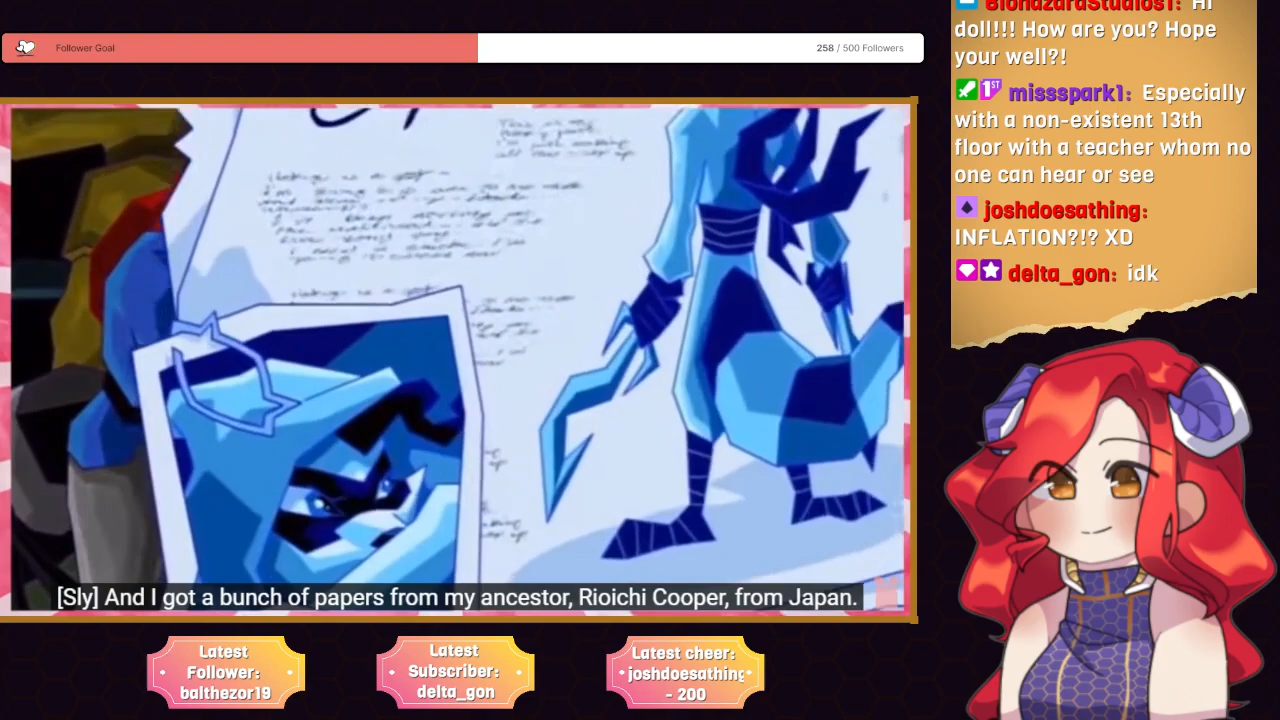 Follower Goal
258 / 500 Followers
BiohazardStudios1: Hi
doll!!! How are you? Hope
your well?!
1ST missspark1: Especially
with a non-existent 13th
floor with a teacher whom no
one can hear or see
joshdoesathing:
INFLATION?!? XD
delta_gon: idk
[Sly] And I got a bunch of papers from my ancestor, Rioichi Cooper, from Japan.
Latest
Follower:
balthezor19
Latest
Subscriber:
delta_gon
Latest cheer:
joshdoesathing
- 200